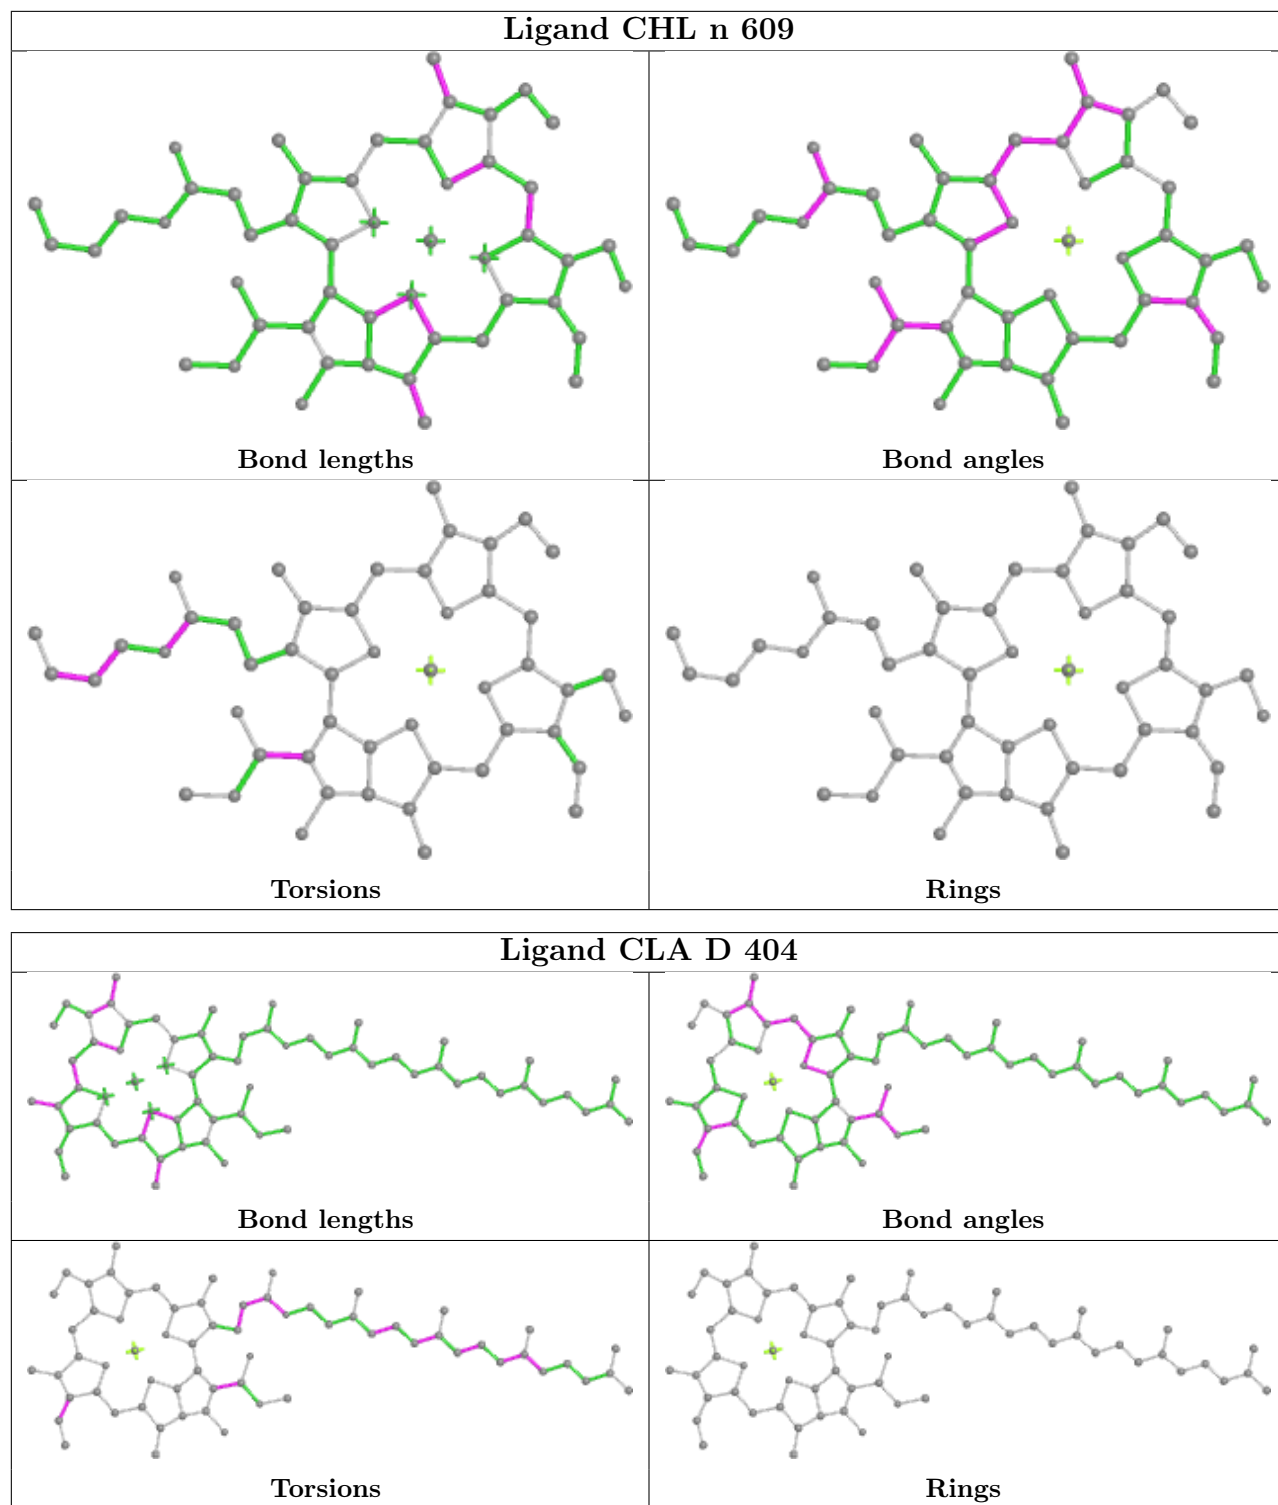 Ligand CHL n 609
Bond lengths
Bond angles
Torsions
Rings
Ligand CLA D 404
Bond lengths
Bond angles
Torsions
Rings